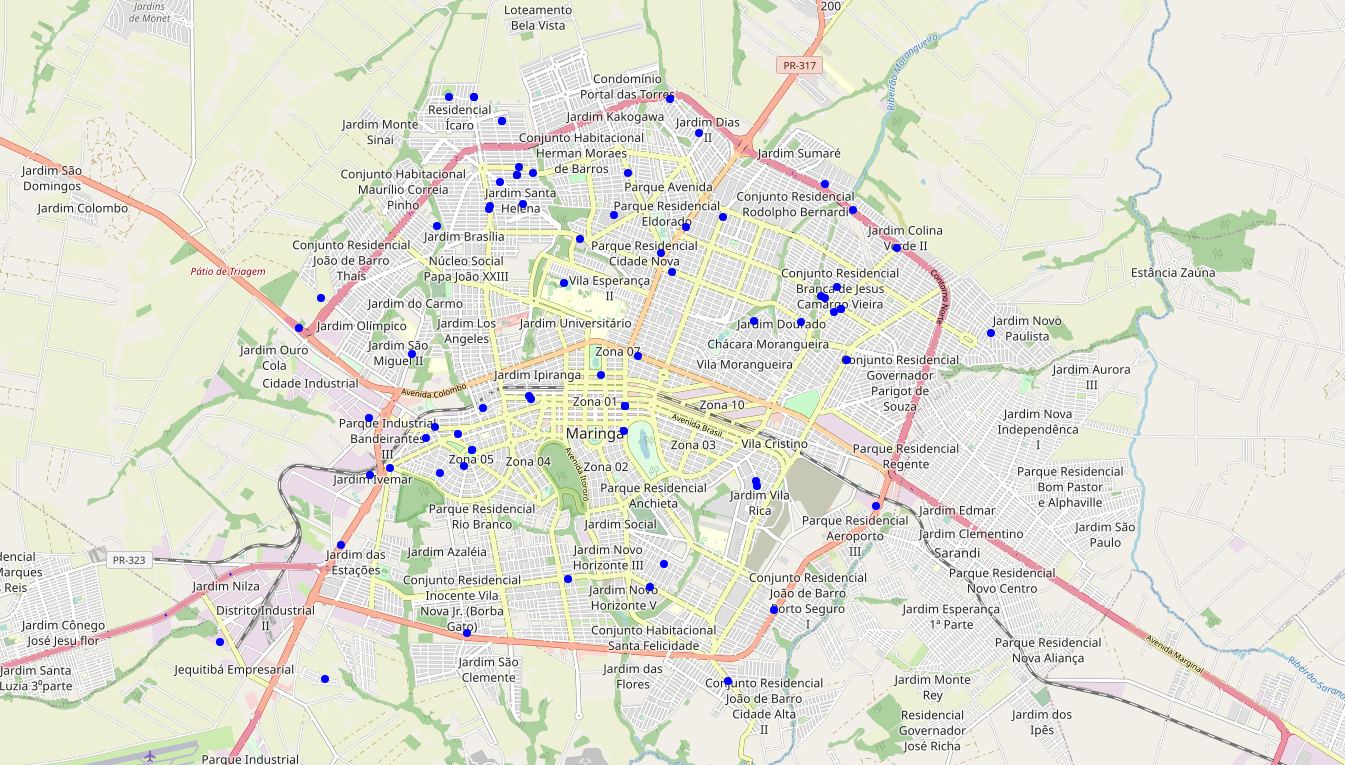 Jardins
de Monet
Loteamento
Bela Vista
200
PR-317
Ribeirão Morangueiro
Condomínio
Portal das Torres
Residencial
Ícaro
Jardim Kakogawa
Jardim Dias
II
Jardim Monte
Sinai
Conjunto Habitacional
Herman Moraes
de Barros
Jardim Sumaré
Jardim São
Domingos
Conjunto Habitacional
Maurílio Correia
Pinho
Jardim Santa
Helena
Parque Avenida
Jardim Colombo
Parque Residencial
Eldorado
Conjunto Residencial
Rodolpho Bernardi
Jardim Brasília
Jardim Colina
Verde II
Conjunto Residencial
João de Barro
Thaís
Parque Residencial
Cidade Nova
Núcleo Social
Papa João XXIII
Pátio de Triagem
Estância Zauna
Conjunto Residencial
Branca de Jesus
Camargo Vieira
Contorno Norte
Vila Esperança
II
Jardim do Carmo
Jardim Olímpico
Jardim Los
Angeles
Jardim Universitário
Jardim Dourado
Jardim Novo
Paulista
Jardim São
Miguel II
Chácara Morangueira
Jardim Ouro
Cola
Zona 07
Vila Morangueira
Conjunto Residencial
Governador
Parigot de
Souza
Jardim Aurora
III
Cidade Industrial
Jardim Ipiranga
Avenida Colombo
Zona 01
Zona 10
Jardim Nova
Independência
I
Parque Industrial
Bandeirantes
III
Maringá
Avenida Brasil
Zona 03
Vila Cristino
Parque Residencial
Regente
Zona 05
Zona 04
Zona 02
Avenida Itororó
Jardim Ivemar
Parque Residencial
Bom Pastor
e Alphaville
Parque Residencial
Anchieta
Jardim Vila
Rica
Parque Residencial
Rio Branco
Jardim Social
Parque Residencial
Aeroporto
III
Jardim Edmar
Jardim São
Paulo
Jardim Clementino
Sarandi
Jardim das
Estações
Jardim Azaléia
Jardim Novo
Horizonte III
PR-323
Parque Residencial
Novo Centro
Jardim Nilza
Conjunto Residencial
Inocente Vila
Nova Jr. (Borba
Gato)
Jardim Novo
Horizonte V
Conjunto Residencial
João de Barro
Porto Seguro
I
Distrito Industrial
II
Jardim Esperança
1ª Parte
Jardim Cônego
José Jesu flor
Conjunto Habitacional
Santa Felicidade
Parque Residencial
Nova Aliança
Avenida Marginal
Jardim Santa
Luzia 3ªparte
Jequitibá Empresarial
Jardim São
Clemente
Jardim das
Flores
Conjunto Residencial
João de Barro
Cidade Alta
II
Jardim Monte
Rey
Residencial
Governador
José Richa
Jardim dos
Ipês
Parque Industrial